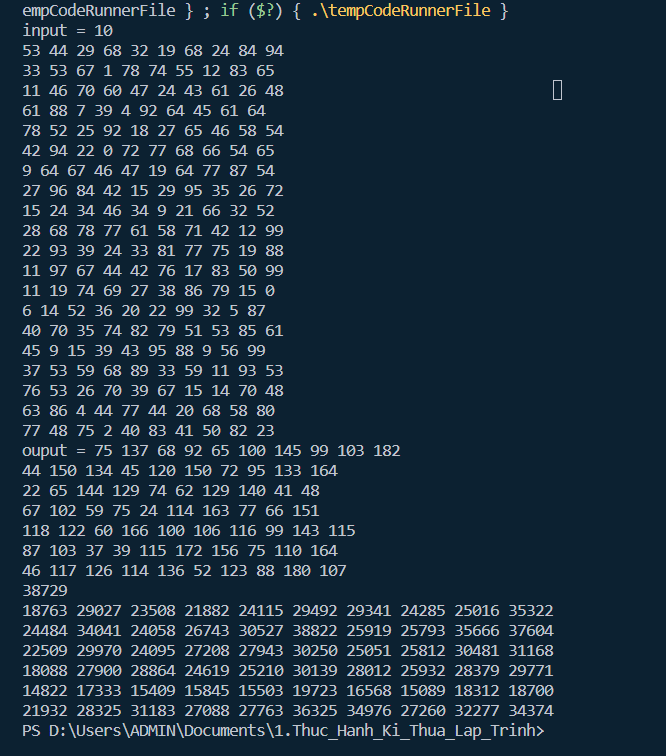 empCodeRunnerFile } ; if ($?) { .\tempCodeRunnerFile }
input = 10
53 44 29 68 32 19 68 24 84 94
33 53 67 1 78 74 55 12 83 65
11 46 70 60 47 24 43 61 26 48
61 88 7 39 4 92 64 45 61 64
78 52 25 92 18 27 65 46 58 54
42 94 22 0 72 77 68 66 54 65
9 64 67 46 47 19 64 77 87 54
27 96 84 42 15 29 95 35 26 72
15 24 34 46 34 9 21 66 32 52
28 68 78 77 61 58 71 42 12 99
22 93 39 24 33 81 77 75 19 88
11 97 67 44 42 76 17 83 50 99
11 19 74 69 27 38 86 79 15 0
6 14 52 36 20 22 99 32 5 87
40 70 35 74 82 79 51 53 85 61
45 9 15 39 43 95 88 9 56 99
37 53 59 68 89 33 59 11 93 53
76 53 26 70 39 67 15 14 70 48
63 86 4 44 77 44 20 68 58 80
77 48 75 2 40 83 41 50 82 23
ouput = 75 137 68 92 65 100 145 99 103 182
44 150 134 45 120 150 72 95 133 164
22 65 144 129 74 62 129 140 41 48
67 102 59 75 24 114 163 77 66 151
118 122 60 166 100 106 116 99 143 115
87 103 37 39 115 172 156 75 110 164
46 117 126 114 136 52 123 88 180 107
38729
18763 29027 23508 21882 24115 29492 29341 24285 25016 35322
24484 34041 24058 26743 30527 38822 25919 25793 35666 37604
22509 29970 24095 27208 27943 30250 25051 25812 30481 31168
18088 27900 28864 24619 25210 30139 28012 25932 28379 29771
14822 17333 15409 15845 15503 19723 16568 15089 18312 18700
21932 28325 31183 27088 27763 36325 34976 27260 32277 34374
PS D:\Users\ADMIN\Documents\1.Thuc_Hanh_Ki_Thua_Lap_Trinh>